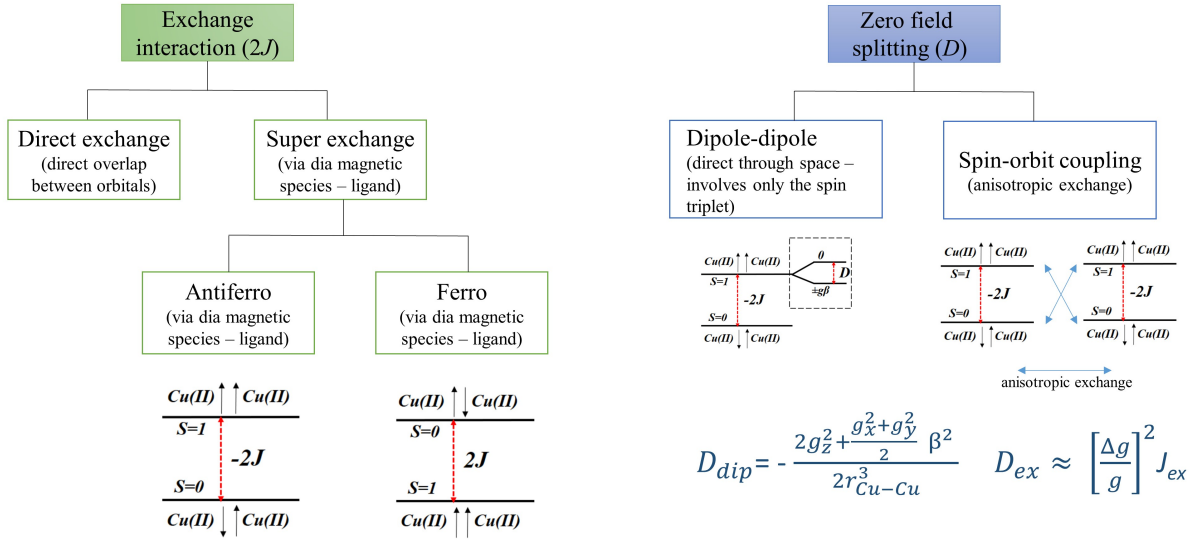 Exchange
interaction (2J)
Direct exchange
(direct overlap
between orbitals)
Super exchange
(via dia magnetic
species – ligand)
Antiferro
(via dia magnetic
species – ligand)
Ferro
(via dia magnetic
species – ligand)
Cu(II) Cu(II)
S=1
-2J
S=0
Cu(II) Cu(II)
Cu(II) Cu(II)
S=0
2J
S=1
Cu(II) Cu(II)
Zero field
splitting (D)
Dipole-dipole
(direct through space –
involves only the spin
triplet)
Spin-orbit coupling
(anisotropic exchange)
Cu(II) Cu(II)
S=1
-2J
S=0
Cu(II) Cu(II)
0
D
±gβ
Cu(II) Cu(II)
S=1
-2J
S=0
Cu(II) Cu(II)
Cu(II) Cu(II)
S=1
-2J
S=0
Cu(II) Cu(II)
anisotropic exchange
D_dip = - (2g_z^2 + (g_x^2+g_y^2)/2 β^2) / (2r^3_Cu−Cu)
D_ex ≈ [Δg/g]^2 J_ex